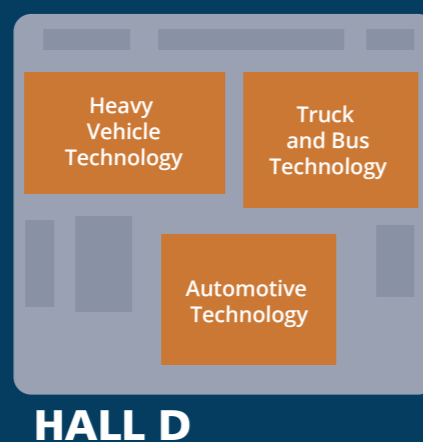 Heavy
Vehicle
Technology
Truck
and Bus
Technology
Automotive
Technology
HALL D